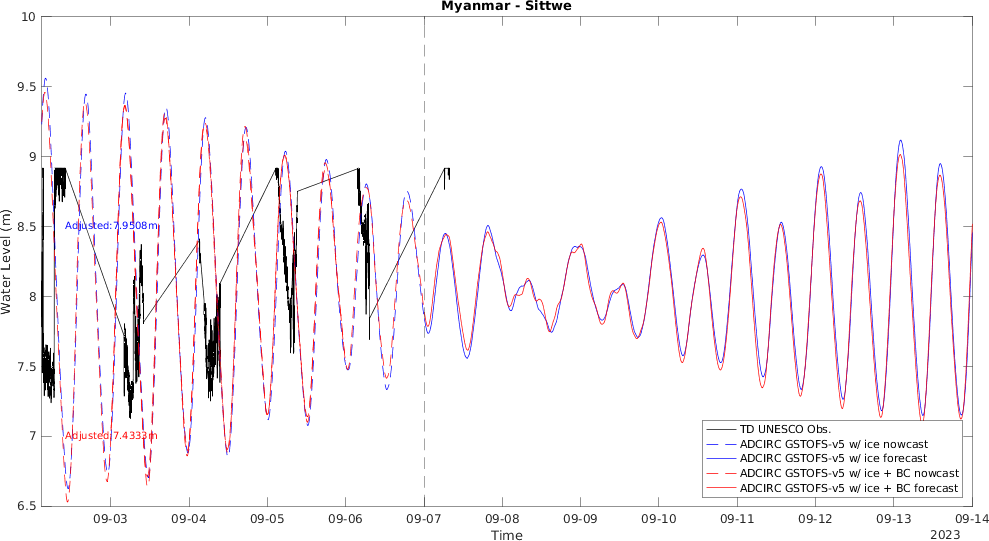 Myanmar - Sittwe
10
9.5
9
8.5
8
7.5
7
6.5
Water Level (m)
Adjusted:7.9508m
Adjusted:7.4333m
TD UNESCO Obs.
ADCIRC GSTOFS-v5 w/ ice nowcast
ADCIRC GSTOFS-v5 w/ ice forecast
ADCIRC GSTOFS-v5 w/ ice + BC nowcast
ADCIRC GSTOFS-v5 w/ ice + BC forecast
09-03 09-04 09-05 09-06 09-07 09-08 09-09 09-10 09-11 09-12 09-13 09-14
Time
2023